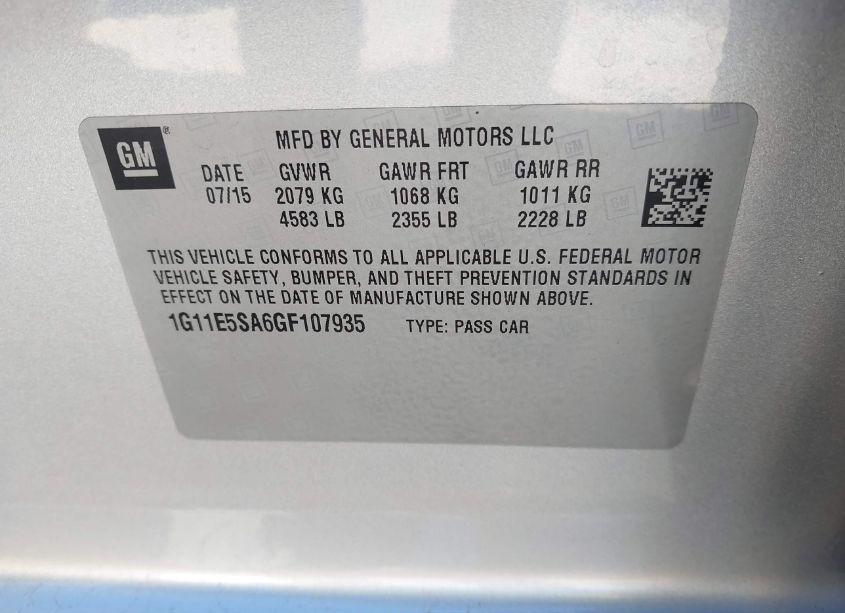 GM
MFD BY GENERAL MOTORS LLC
DATE GVWR GAWR FRT GAWR RR
07/15 2079 KG 1068 KG 1011 KG
4583 LB 2355 LB 2228 LB
THIS VEHICLE CONFORMS TO ALL APPLICABLE U.S. FEDERAL MOTOR
VEHICLE SAFETY, BUMPER, AND THEFT PREVENTION STANDARDS IN
EFFECT ON THE DATE OF MANUFACTURE SHOWN ABOVE.
1G11E5SA6GF107935 TYPE: PASS CAR